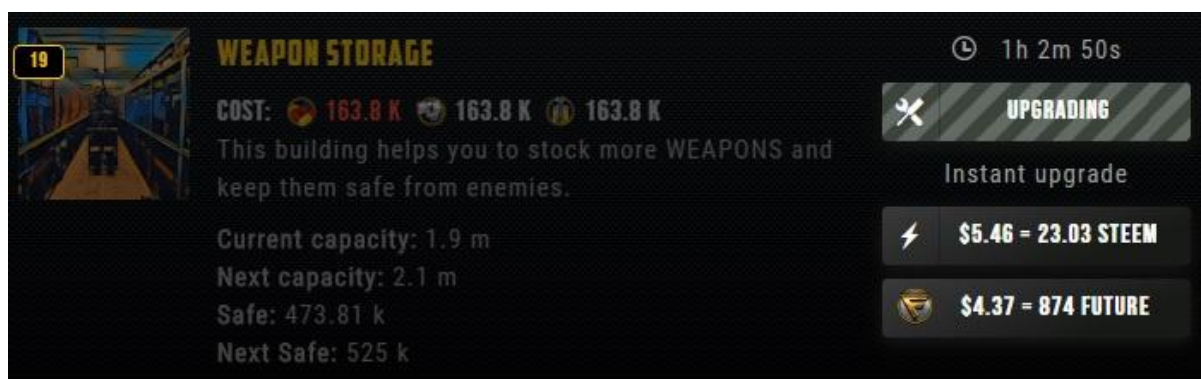 19
WEAPON STORAGE
COST: 163.8 K 163.8 K 163.8 K
This building helps you to stock more WEAPONS and
keep them safe from enemies.
Current capacity: 1.9 m
Next capacity: 2.1 m
Safe: 473.81 k
Next Safe: 525 k
1h 2m 50s
UPGRADING
Instant upgrade
$5.46 = 23.03 STEEM
$4.37 = 874 FUTURE